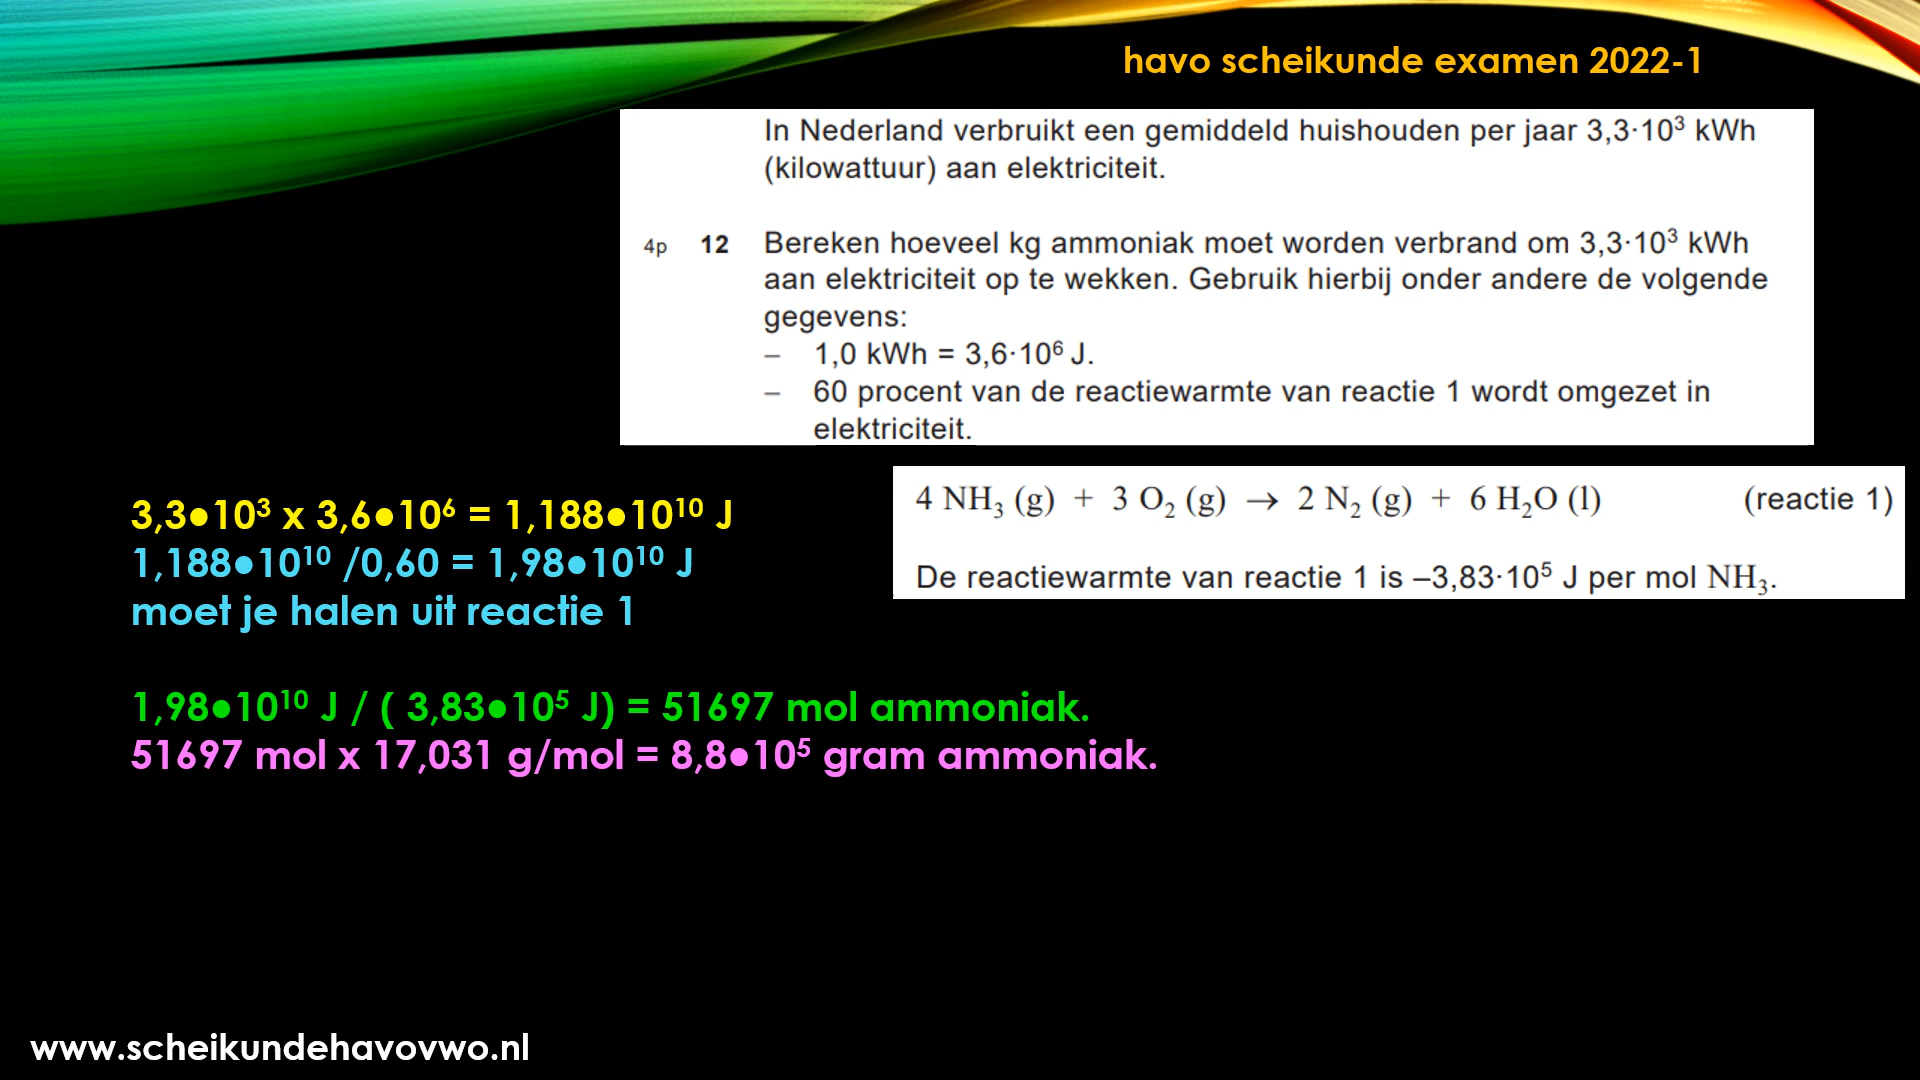 havo scheikunde examen 2022-1
In Nederland verbruikt een gemiddeld huishouden per jaar 3,3·10³ kWh
(kilowattuur) aan elektriciteit.
4p 12 Bereken hoeveel kg ammoniak moet worden verbrand om 3,3·10³ kWh
aan elektriciteit op te wekken. Gebruik hierbij onder andere de volgende
gegevens:
– 1,0 kWh = 3,6·10⁶ J.
– 60 procent van de reactiewarmte van reactie 1 wordt omgezet in
elektriciteit.
4 NH₃ (g) + 3 O₂ (g) → 2 N₂ (g) + 6 H₂O (l) (reactie 1)
De reactiewarmte van reactie 1 is –3,83·10⁵ J per mol NH₃.
3,3●10³ x 3,6●10⁶ = 1,188●10¹⁰ J
1,188●10¹⁰ /0,60 = 1,98●10¹⁰ J
moet je halen uit reactie 1
1,98●10¹⁰ J / ( 3,83●10⁵ J) = 51697 mol ammoniak.
51697 mol x 17,031 g/mol = 8,8●10⁵ gram ammoniak.
www.scheikundehavovwo.nl